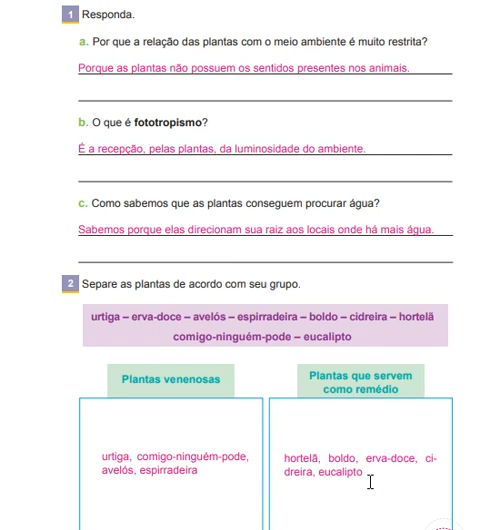 1 Responda.
a. Por que a relação das plantas com o meio ambiente é muito restrita?
Porque as plantas não possuem os sentidos presentes nos animais.
b. O que é fototropismo?
É a recepção, pelas plantas, da luminosidade do ambiente.
c. Como sabemos que as plantas conseguem procurar água?
Sabemos porque elas direcionam sua raiz aos locais onde há mais água.
2 Separe as plantas de acordo com seu grupo.
urtiga – erva-doce – avelós – espirradeira – boldo – cidreira – hortelã
comigo-ninguém-pode – eucalipto
Plantas venenosas
urtiga, comigo-ninguém-pode,
avelós, espirradeira
Plantas que servem
como remédio
hortelã, boldo, erva-doce, ci-
dreira, eucalipto